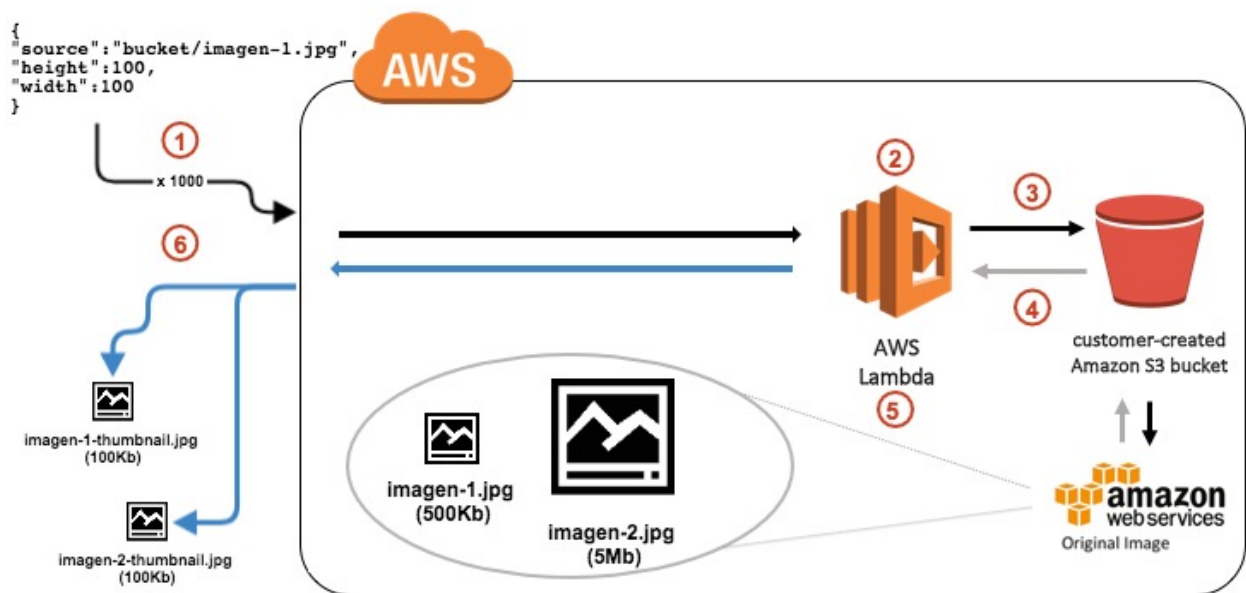 {
"source":"bucket/imagen-1.jpg",
"height":100,
"width":100
}
AWS
1
x 1000
2
3
6
4
AWS
Lambda
5
customer-created
Amazon S3 bucket
imagen-1-thumbnail.jpg
(100Kb)
imagen-1.jpg
(500Kb)
imagen-2.jpg
(5Mb)
amazon
webservices
Original Image
imagen-2-thumbnail.jpg
(100Kb)